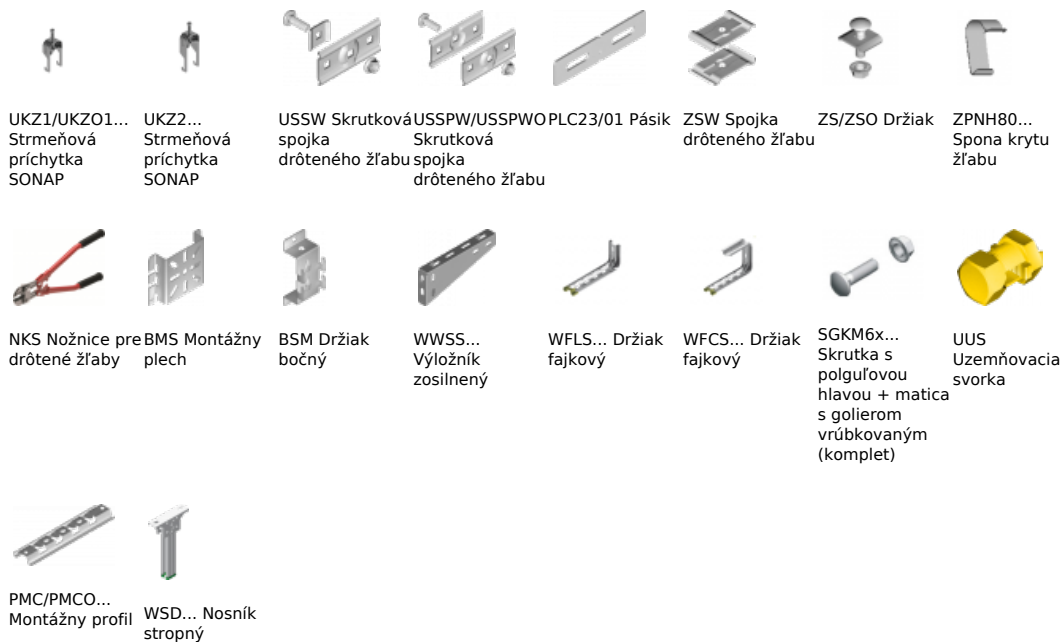 UKZ1/UKZO1...
Strmeňová
príchytka
SONAP
UKZ2...
Strmeňová
príchytka
SONAP
USSW Skrutková
spojka
drôteného žľabu
USSPW/USSPWO
Skrutková
spojka
drôteného žľabu
PLC23/01 Pásik
ZSW Spojka
drôteného žľabu
ZS/ZSO Držiak
ZPNH80...
Spona krytu
žľabu
NKS Nožnice pre
drôtené žľaby
BMS Montážny
plech
BSM Držiak
bočný
WWSS...
Výložník
zosilnený
WFLS... Držiak
fajkový
WFCS... Držiak
fajkový
SGKM6x...
Skrutka s
polguľovou
hlavou + matica
s golierom
vrúbkovaným
(komplet)
UUS
Uzemňovacia
svorka
PMC/PMCO...
Montážny profil
WSD... Nosník
stropný